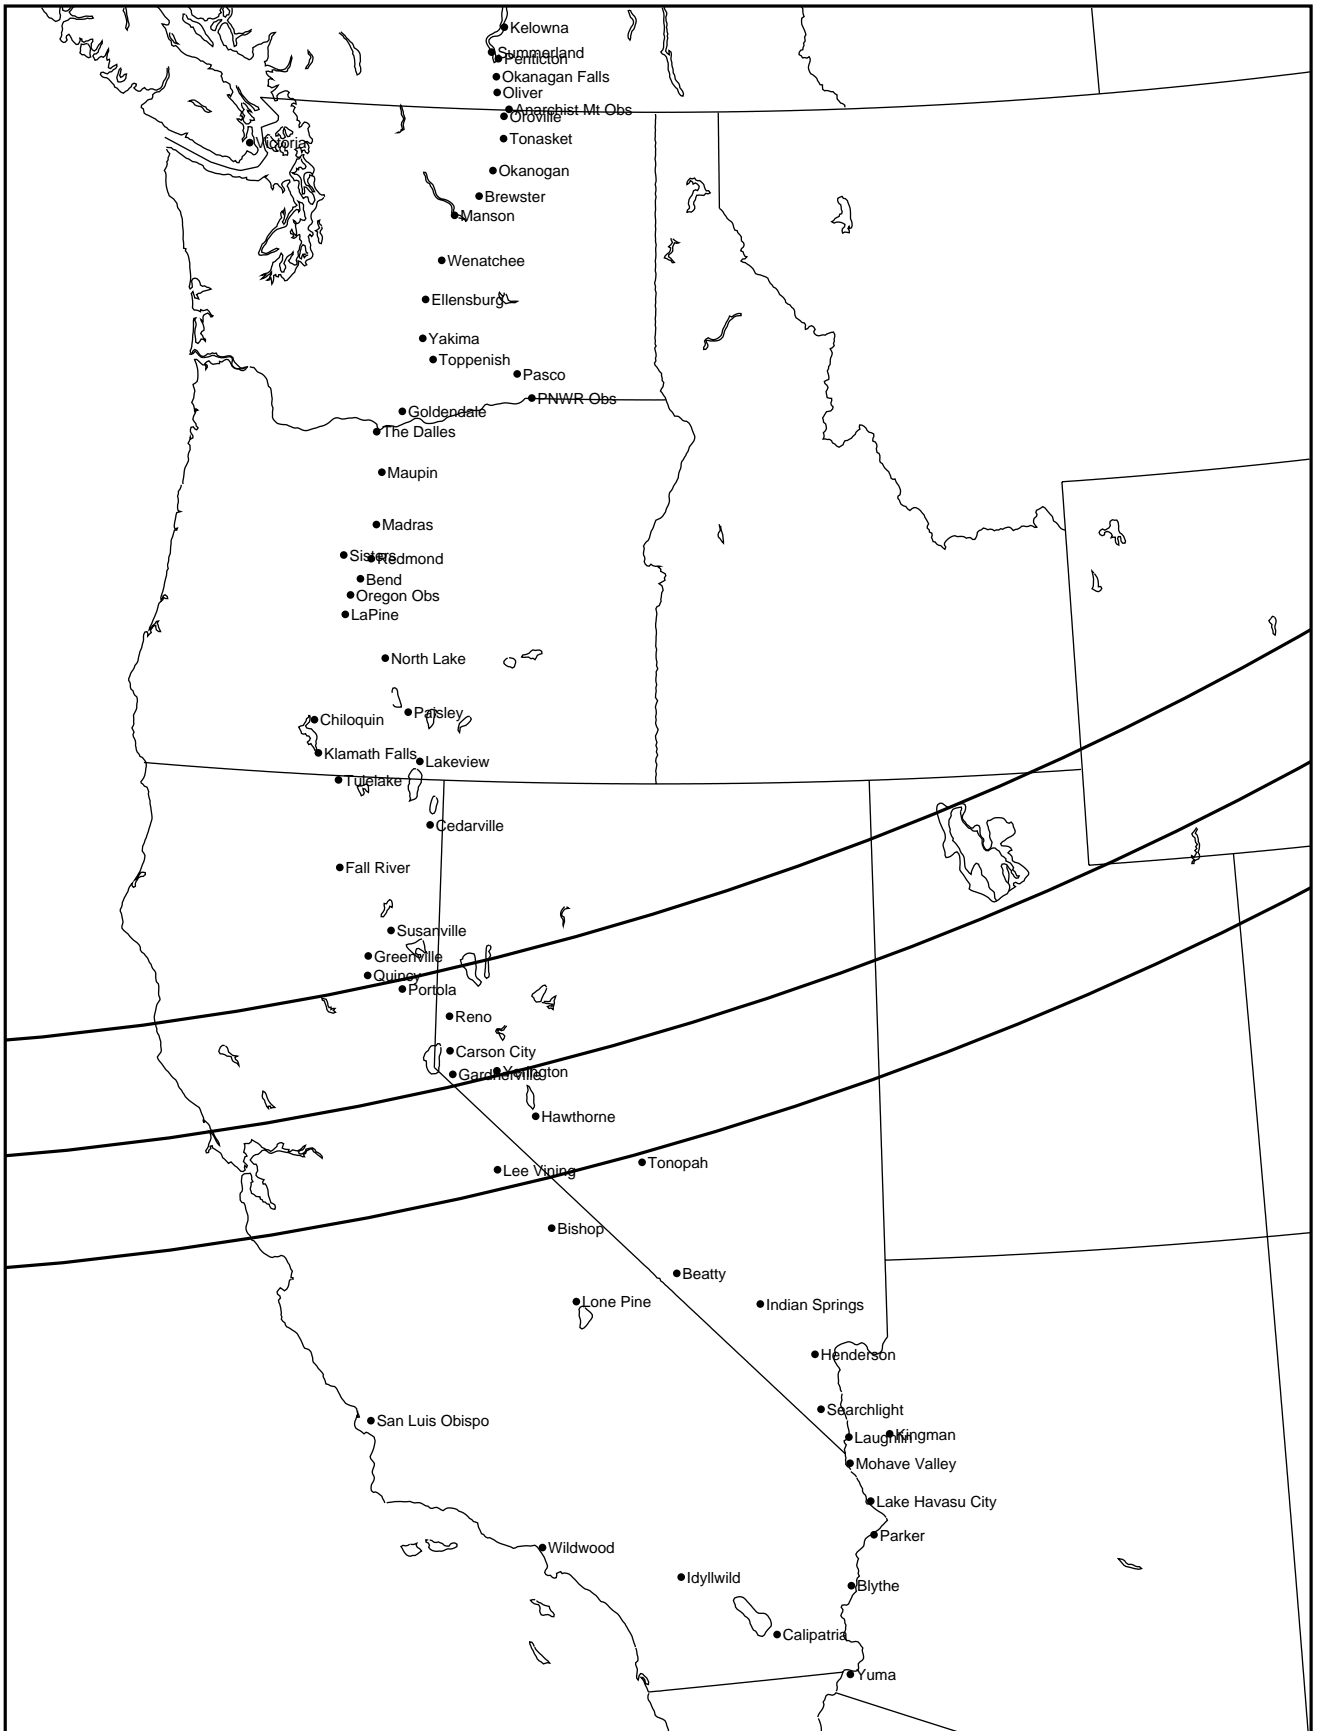 Kelowna
Summerland
Penticton
Okanagan Falls
Oliver
Anarchist Mt Obs
Oroville
Tonasket
Victoria
Okanogan
Brewster
Manson
Wenatchee
Ellensburg
Yakima
Toppenish
Pasco
PNWR Obs
Goldendale
The Dalles
Maupin
Madras
Sisters
Redmond
Bend
Oregon Obs
LaPine
North Lake
Paisley
Chiloquin
Klamath Falls
Lakeview
Tulelake
Cedarville
Fall River
Susanville
Greenville
Quincy
Portola
Reno
Carson City
Yerington
Gardnerville
Hawthorne
Tonopah
Lee Vining
Bishop
Beatty
Lone Pine
Indian Springs
Henderson
Searchlight
San Luis Obispo
Kingman
Laughlin
Mohave Valley
Lake Havasu City
Parker
Wildwood
Idyllwild
Blythe
Calipatria
Yuma